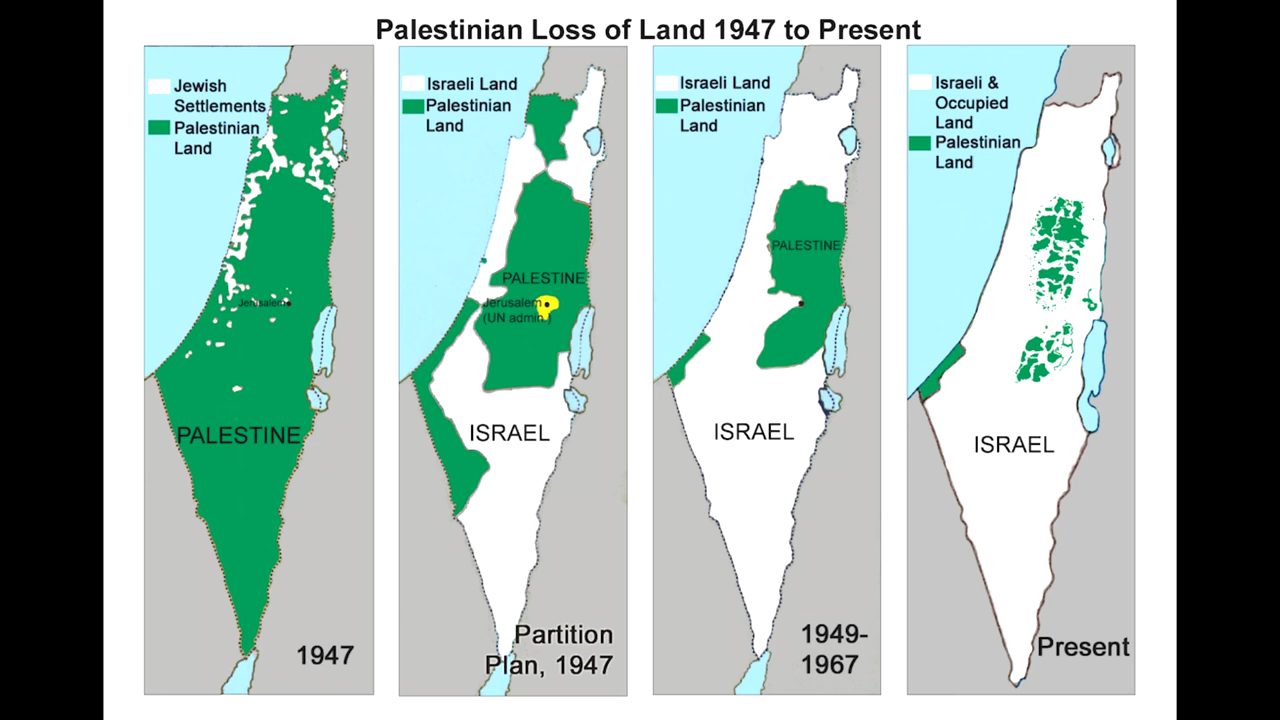 Palestinian Loss of Land 1947 to Present
Jewish
Settlements
Palestinian
Land
Jerusalem
PALESTINE
1947
Israeli Land
Palestinian
Land
PALESTINE
Jerusalem
(UN admin.)
ISRAEL
Partition
Plan, 1947
Israeli Land
Palestinian
Land
PALESTINE
ISRAEL
1949-
1967
Israeli &
Occupied
Land
Palestinian
Land
ISRAEL
Present